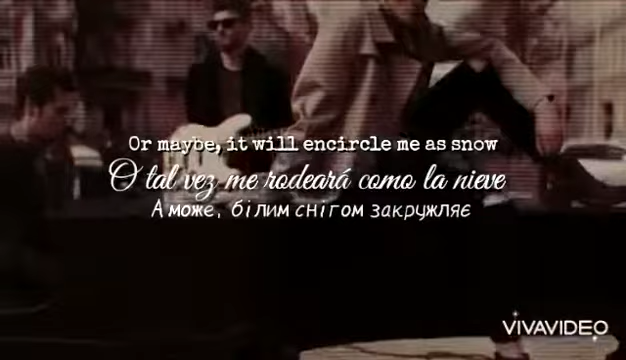 Or maybe, it will encircle me as snow
O tal vez me rodeará como la nieve
А може, білим снігом закружляє
VIVAVIDEO